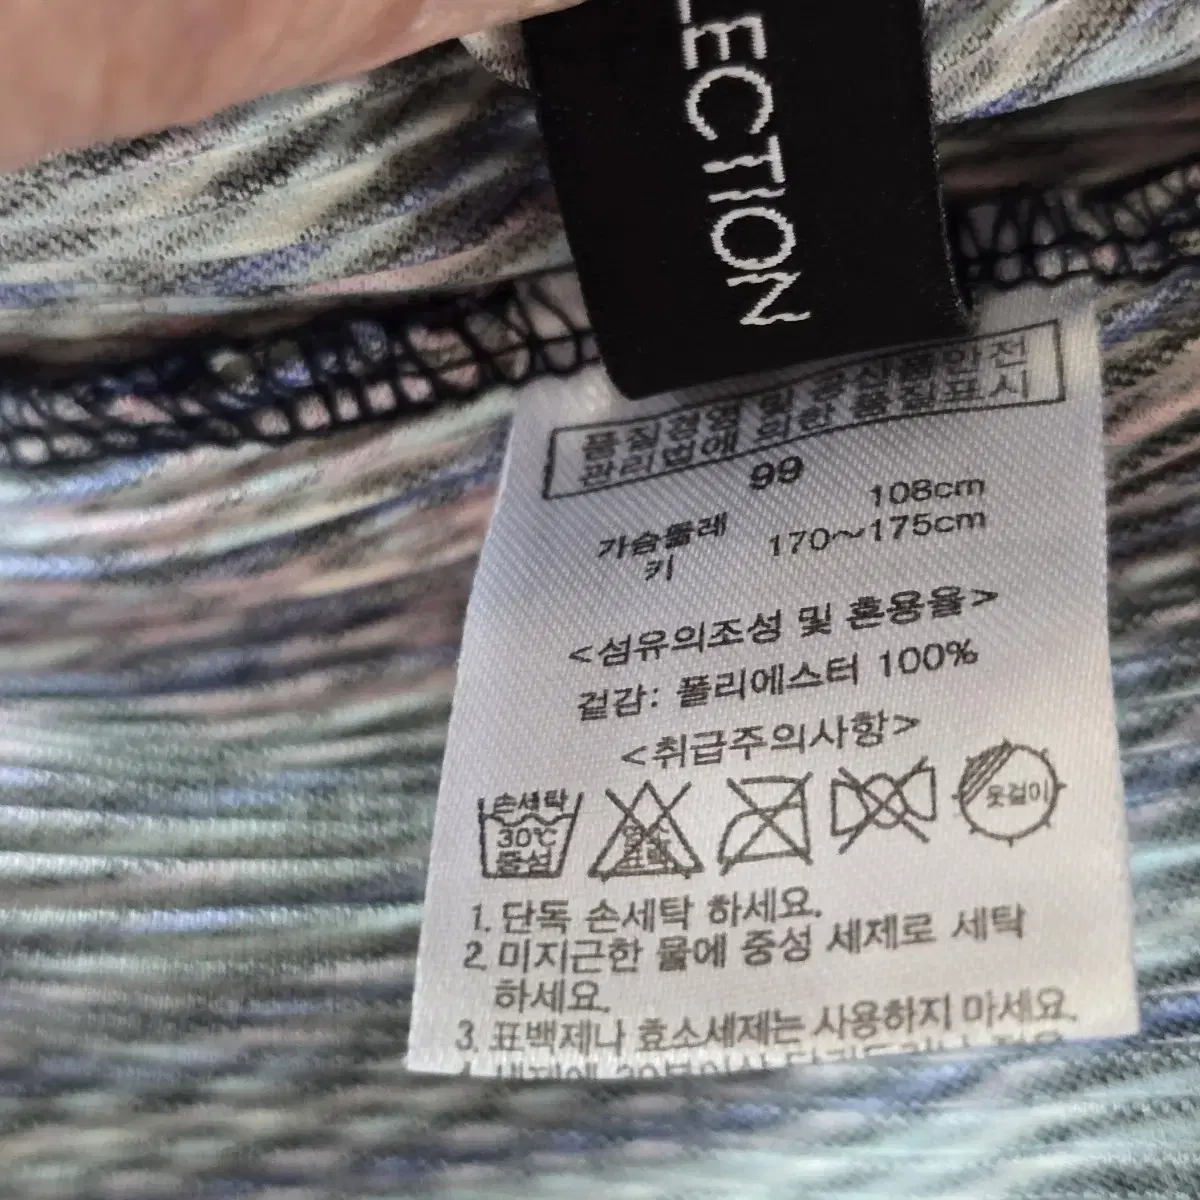 LECTION
품질경영 및 공산품안전
관리법에 의한 품질표시
99
가슴둘레 108cm
키 170~175cm
<섬유의조성 및 혼용율>
겉감: 폴리에스터 100%
<취급주의사항>
손세탁
30℃
중성
옷걸이
1. 단독 손세탁 하세요.
2. 미지근한 물에 중성 세제로 세탁
하세요.
3. 표백제나 효소세제는 사용하지 마세요.